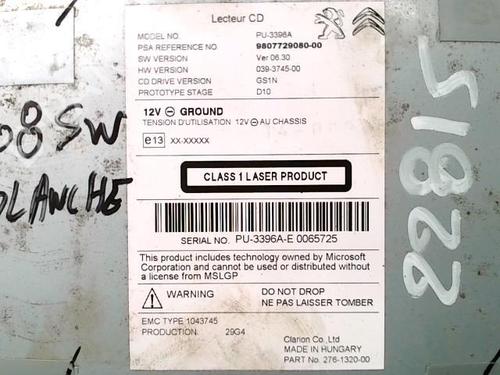 Lecteur CD
MODEL NO. PU-3396A
PSA REFERENCE NO 9807729080-00
SW VERSION Ver 06.30
HW VERSION 039-3745-00
CD DRIVE VERSION GS1N
PROTOTYPE STAGE D10
12V ⊖ GROUND
TENSION D'UTILISATION 12V ⊖ AU CHASSIS
e13 XX-XXXXX
CLASS 1 LASER PRODUCT
SERIAL NO. PU-3396A-E 0065725
This product includes technology owned by Microsoft
Corporation and cannot be used or distributed without
a license from MSLGP
WARNING DO NOT DROP
NE PAS LAISSER TOMBER
EMC TYPE 1043745
PRODUCTION: 29G4
Clarion Co.,Ltd
MADE IN HUNGARY
PART No. 276-1320-00
08 SW
BLANCHE
22815